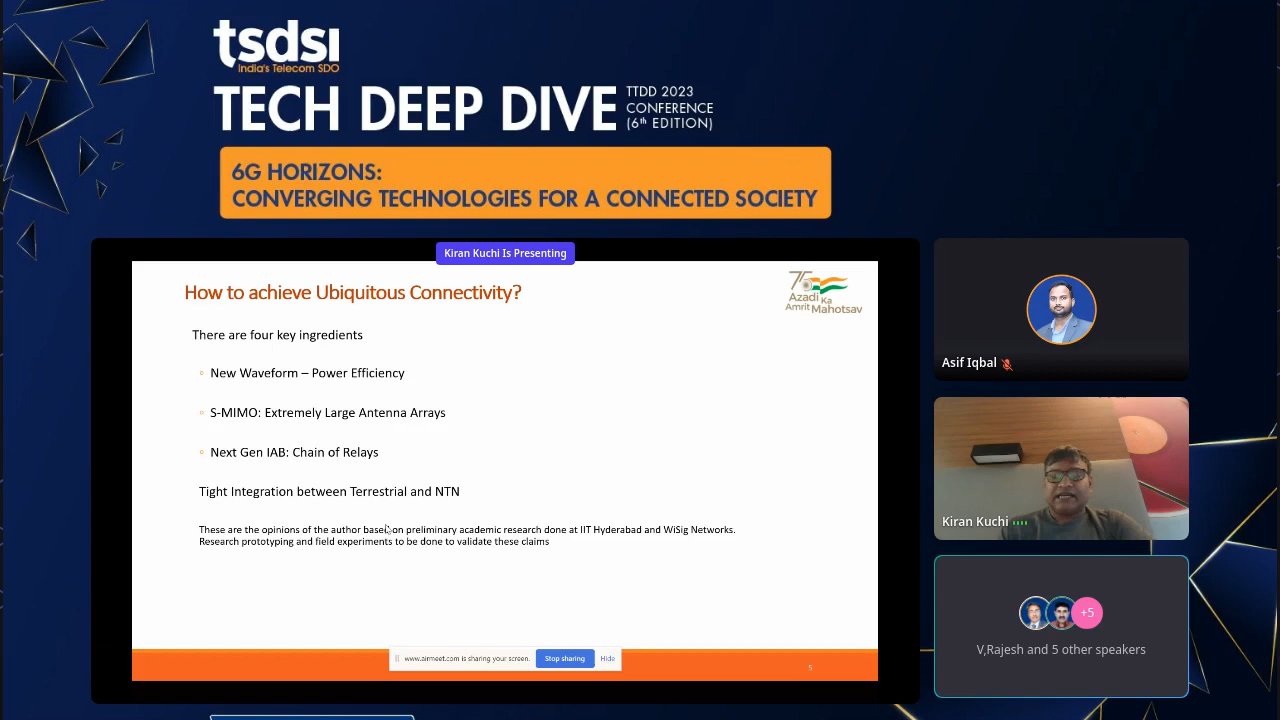 tsdsi
India's Telecom SDO
TECH DEEP DIVE
TTDD 2023
CONFERENCE
(6th EDITION)
6G HORIZONS:
CONVERGING TECHNOLOGIES FOR A CONNECTED SOCIETY
Kiran Kuchi Is Presenting
How to achieve Ubiquitous Connectivity?
75
Azadi Ka
Amrit Mahotsav
There are four key ingredients
New Waveform – Power Efficiency
S-MIMO: Extremely Large Antenna Arrays
Next Gen IAB: Chain of Relays
Tight Integration between Terrestrial and NTN
These are the opinions of the author based on preliminary academic research done at IIT Hyderabad and WiSig Networks.
Research prototyping and field experiments to be done to validate these claims
www.airmeet.com is sharing your screen.
Stop sharing
Hide
5
Asif Iqbal
Kiran Kuchi
+5
V,Rajesh and 5 other speakers